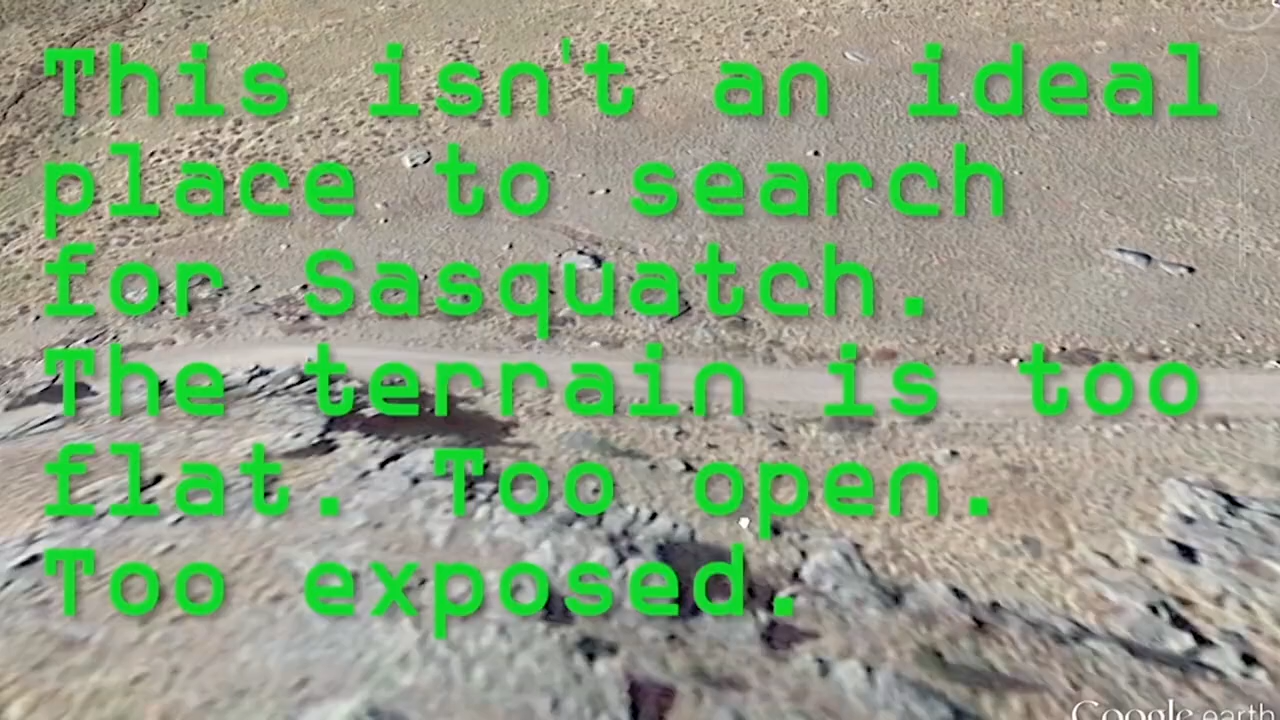 This isn't an ideal
place to search
for Sasquatch.
The terrain is too
flat. Too open.
Too exposed.
Google earth